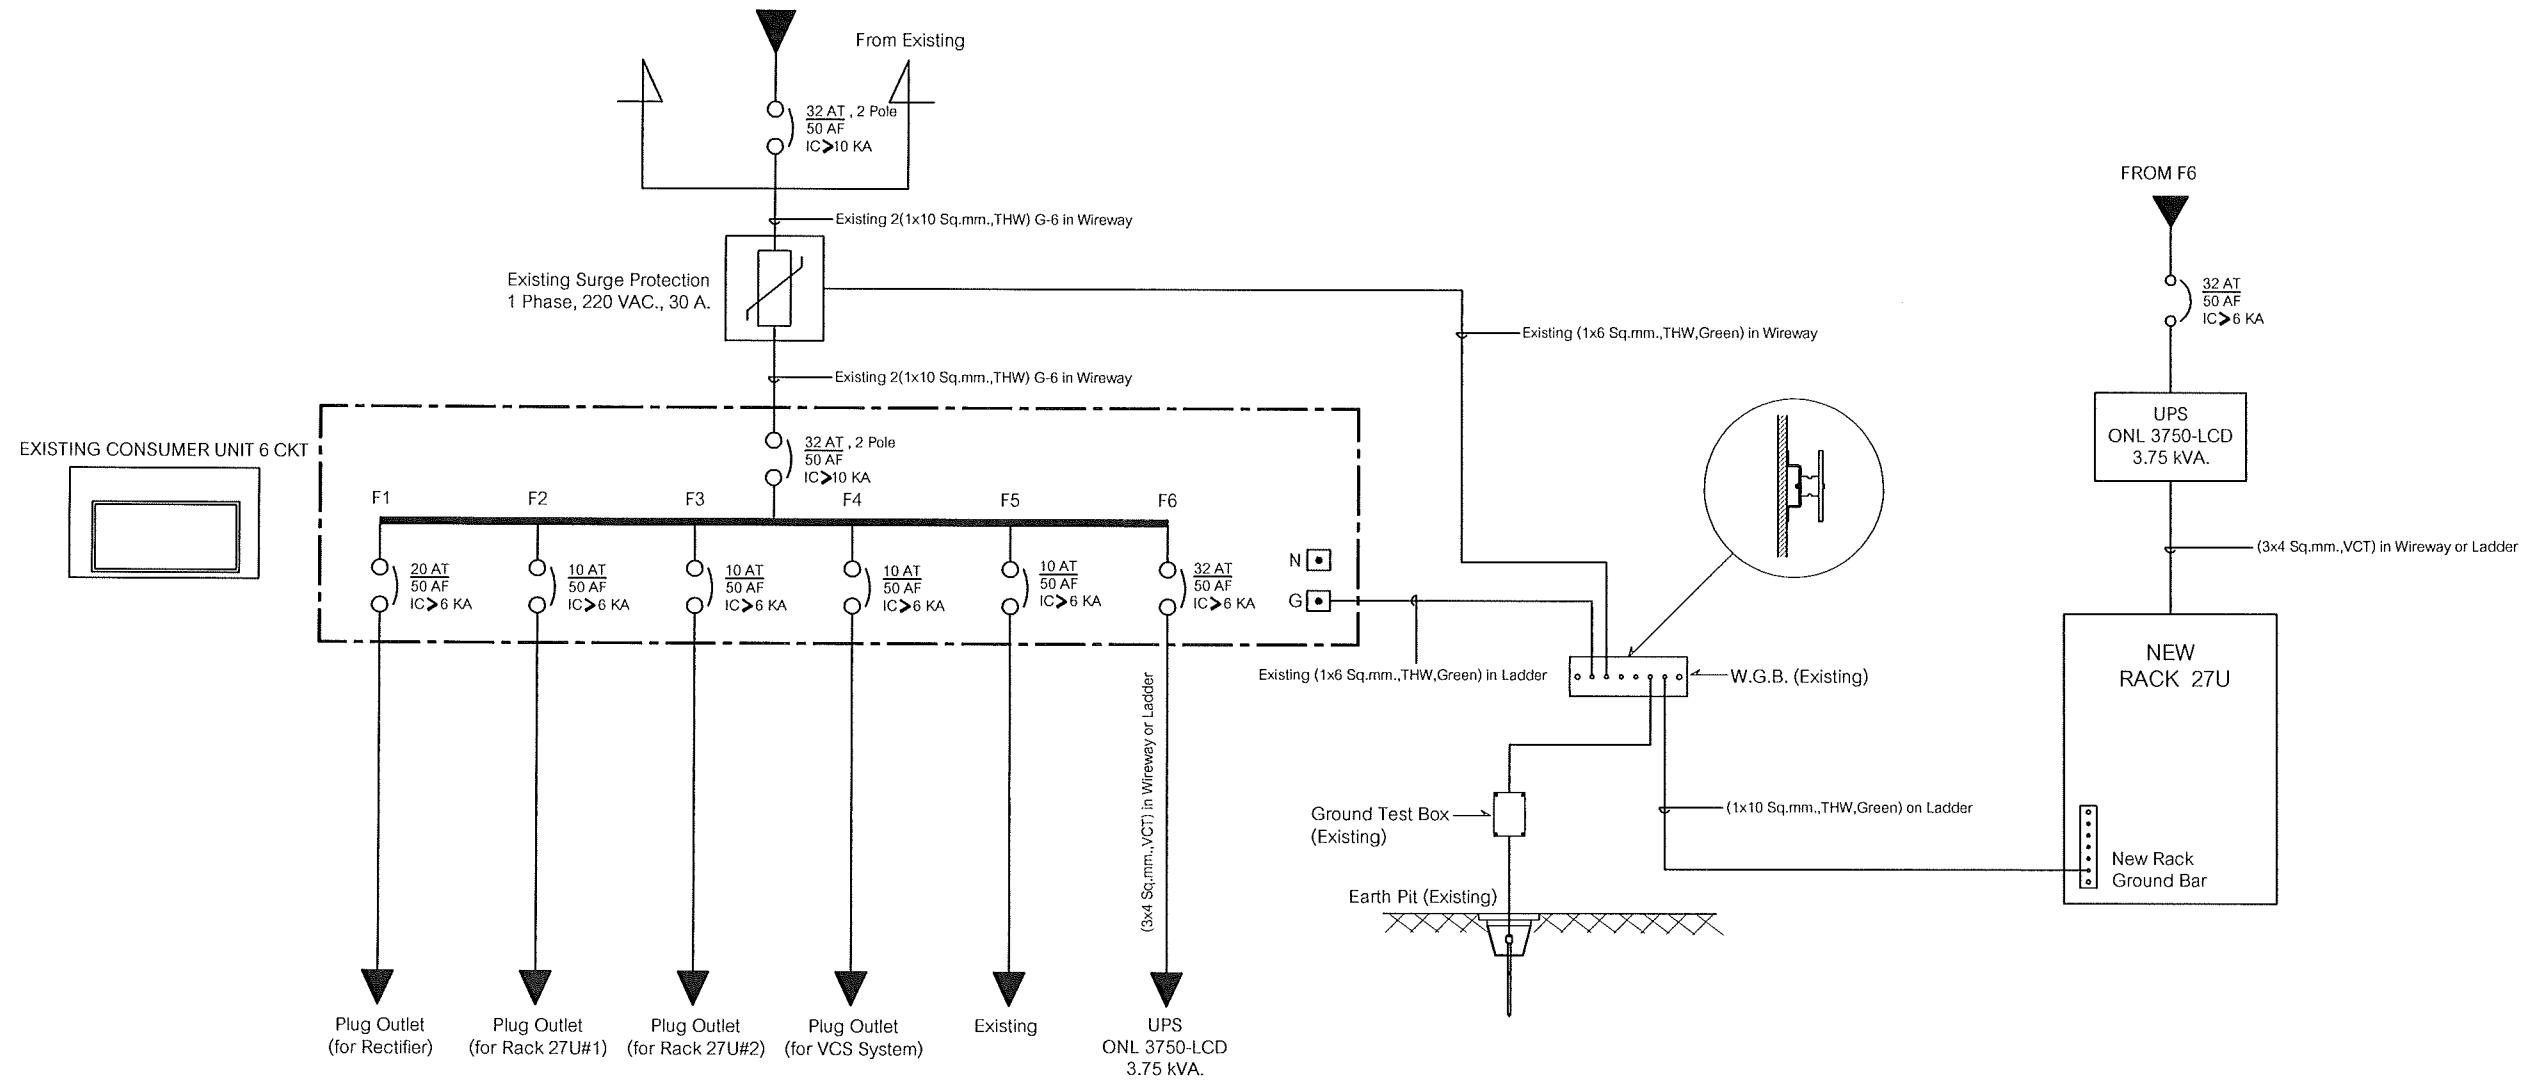 From Existing
32 AT , 2 Pole
50 AF
IC>10 KA
Existing 2(1x10 Sq.mm.,THW) G-6 in Wireway
Existing Surge Protection
1 Phase, 220 VAC., 30 A.
Existing (1x6 Sq.mm.,THW,Green) in Wireway
Existing 2(1x10 Sq.mm.,THW) G-6 in Wireway
EXISTING CONSUMER UNIT 6 CKT
32 AT , 2 Pole
50 AF
IC>10 KA
F1
F2
F3
F4
F5
F6
20 AT
50 AF
IC>6 KA
10 AT
50 AF
IC>6 KA
10 AT
50 AF
IC>6 KA
10 AT
50 AF
IC>6 KA
10 AT
50 AF
IC>6 KA
32 AT
50 AF
IC>6 KA
N
G
(3x4 Sq.mm.,VCT) in Wireway or Ladder
Plug Outlet
(for Rectifier)
Plug Outlet
(for Rack 27U#1)
Plug Outlet
(for Rack 27U#2)
Plug Outlet
(for VCS System)
Existing
UPS
ONL 3750-LCD
3.75 kVA.
Existing (1x6 Sq.mm.,THW,Green) in Ladder
W.G.B. (Existing)
Ground Test Box
(Existing)
(1x10 Sq.mm.,THW,Green) on Ladder
Earth Pit (Existing)
FROM F6
32 AT
50 AF
IC>6 KA
UPS
ONL 3750-LCD
3.75 kVA.
(3x4 Sq.mm.,VCT) in Wireway or Ladder
NEW
RACK 27U
New Rack
Ground Bar